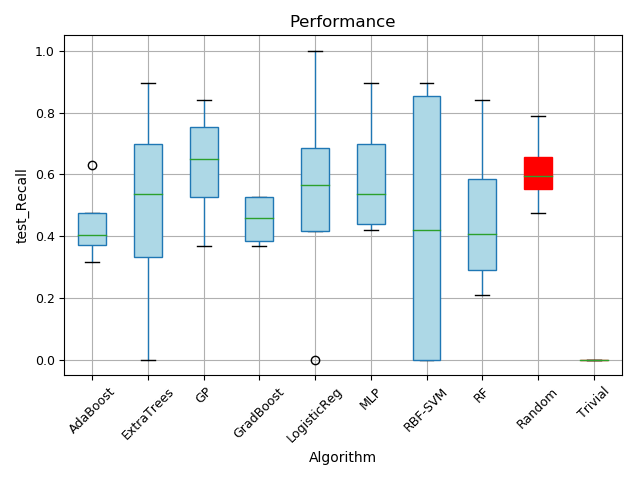 Performance
test_Recall
1.0
0.8
0.6
0.4
0.2
0.0
AdaBoost
ExtraTrees
GP
GradBoost
LogisticReg
MLP
RBF-SVM
RF
Random
Trivial
Algorithm